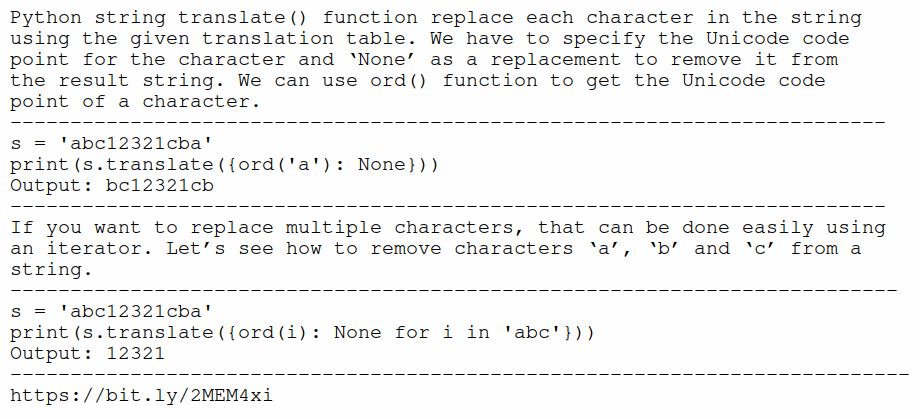 Python string translate() function replace each character in the string
using the given translation table. We have to specify the Unicode code
point for the character and ‘None’ as a replacement to remove it from
the result string. We can use ord() function to get the Unicode code
point of a character.
------------------------------------------------------------------------
s = 'abc12321cba'
print(s.translate({ord('a'): None}))
Output: bc12321cb
------------------------------------------------------------------------
If you want to replace multiple characters, that can be done easily using
an iterator. Let’s see how to remove characters ‘a’, ‘b’ and ‘c’ from a
string.
-------------------------------------------------------------------------
s = 'abc12321cba'
print(s.translate({ord(i): None for i in 'abc'}))
Output: 12321
--------------------------------------------------------------------------
https://bit.ly/2MEM4xi